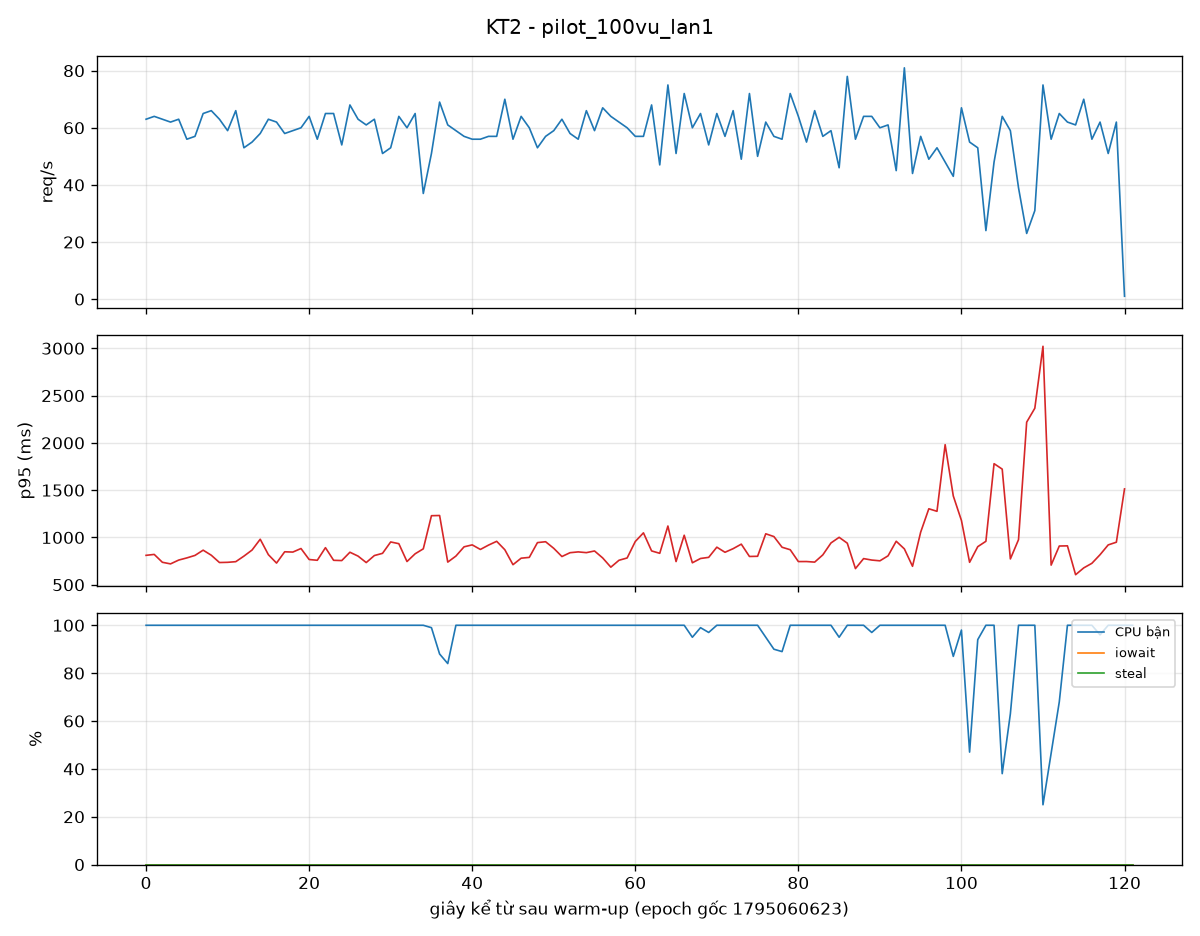 KT2 - pilot_100vu_lan1
80
60
40
20
0
req/s
3000
2500
2000
1500
1000
500
p95 (ms)
100
80
60
40
20
0
%
CPU bận
iowait
steal
0 20 40 60 80 100 120
giây kể từ sau warm-up (epoch gốc 1795060623)